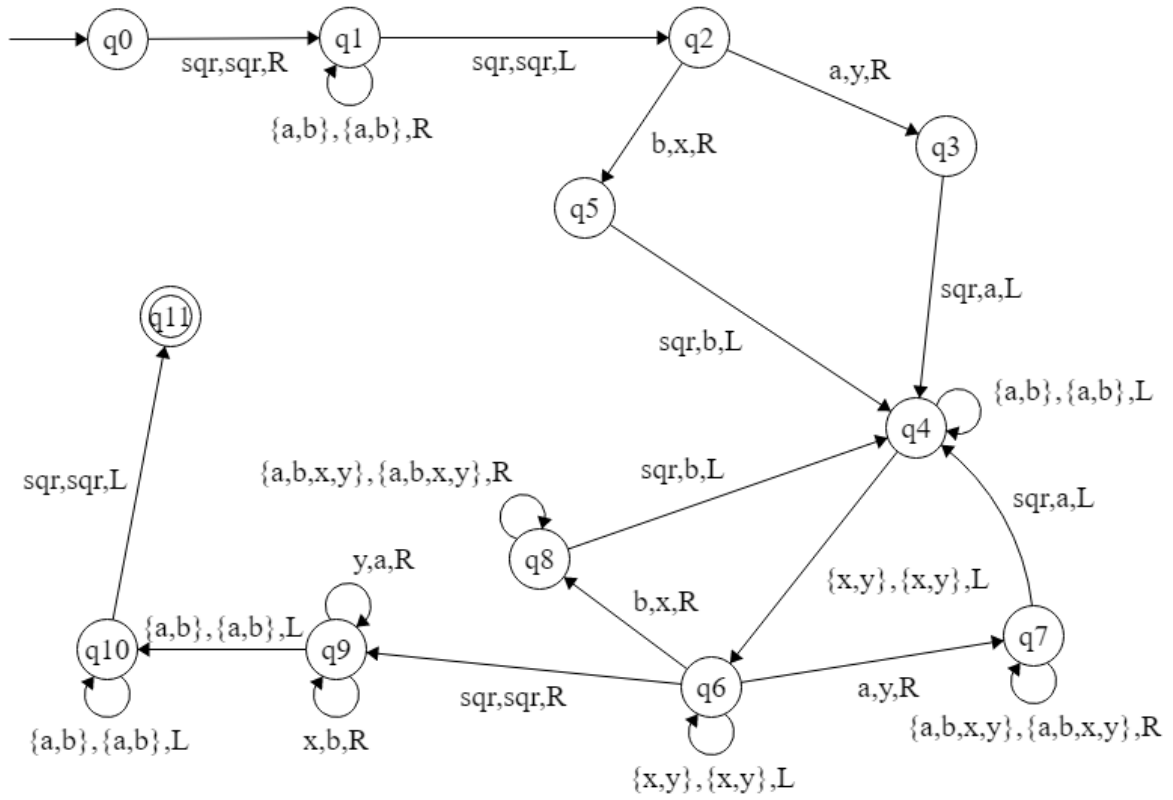 q0
sqr,sqr,R
q1
{a,b},{a,b},R
sqr,sqr,L
q2
a,y,R
b,x,R
q3
q5
sqr,a,L
sqr,b,L
q11
{a,b},{a,b},L
q4
sqr,sqr,L
{a,b,x,y},{a,b,x,y},R
sqr,b,L
sqr,a,L
q8
y,a,R
{x,y},{x,y},L
b,x,R
{a,b},{a,b},L
q10
q9
q7
q6
sqr,sqr,R
a,y,R
{a,b},{a,b},L
x,b,R
{a,b,x,y},{a,b,x,y},R
{x,y},{x,y},L